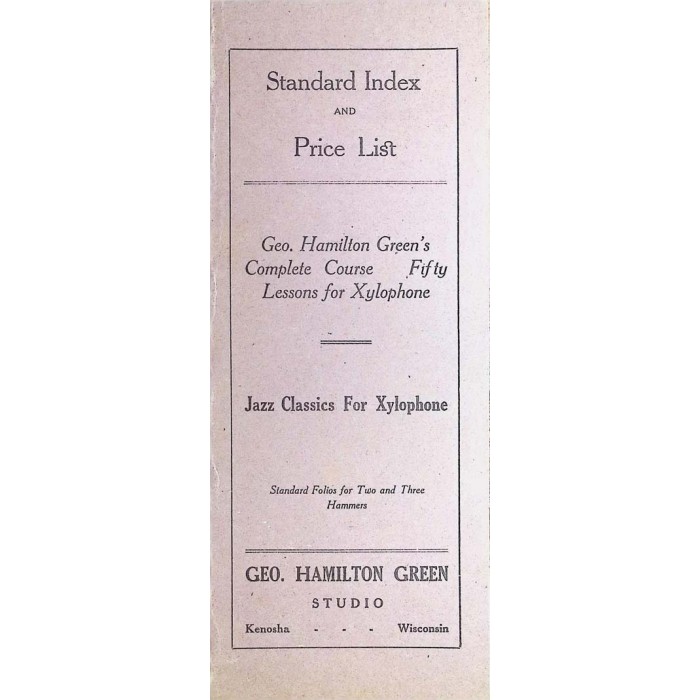 Standard Index
AND
Price List
Geo. Hamilton Green's
Complete Course Fifty
Lessons for Xylophone
Jazz Classics For Xylophone
Standard Folios for Two and Three
Hammers
GEO. HAMILTON GREEN
STUDIO
Kenosha - - - Wisconsin